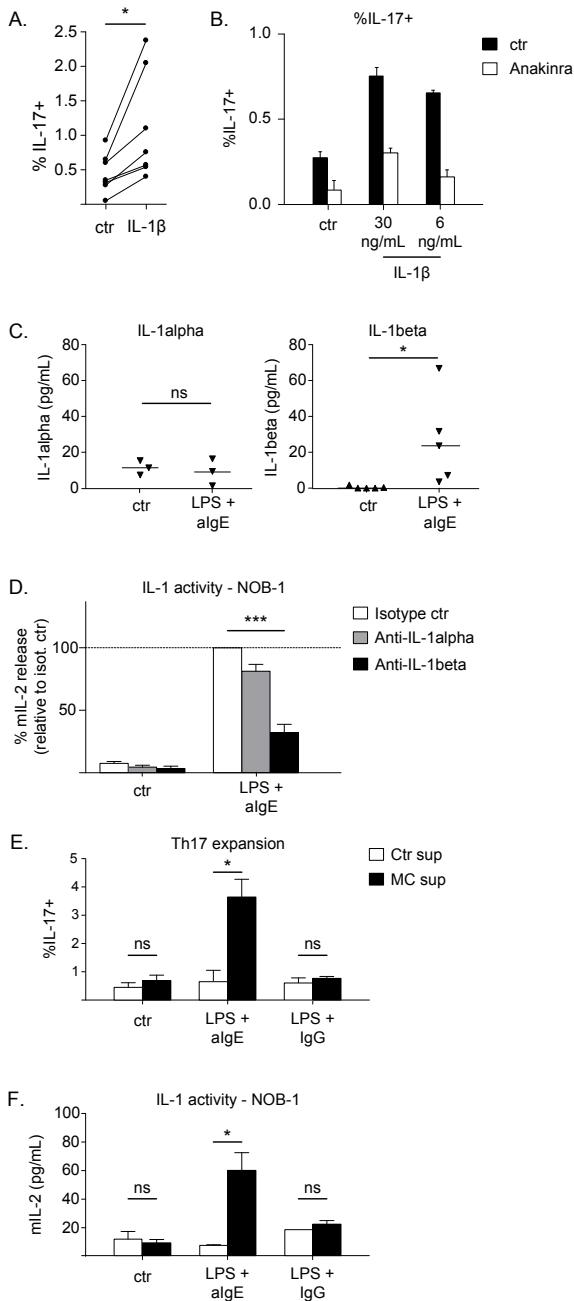 A.
*
2.5
2.0
1.5
1.0
0.5
% IL-17+
ctr IL-1β
B.
%IL-17+
ctr
Anakinra
1.0
0.5
0.0
%IL-17+
ctr 30 ng/mL 6 ng/mL
IL-1β
C.
IL-1alpha
80
60
40
20
0
IL-1alpha (pg/mL)
ns
ctr LPS + aIgE
IL-1beta
80
60
40
20
0
IL-1beta (pg/mL)
*
ctr LPS + aIgE
D.
IL-1 activity - NOB-1
Isotype ctr
Anti-IL-1alpha
Anti-IL-1beta
***
100
50
% mIL-2 release
(relative to isot. ctr)
ctr LPS + aIgE
E.
Th17 expansion
Ctr sup
MC sup
5
4
3
2
1
%IL-17+
ns * ns
ctr LPS + aIgE LPS + IgG
F.
IL-1 activity - NOB-1
100
80
60
40
20
mIL-2 (pg/mL)
ns * ns
ctr LPS + aIgE LPS + IgG